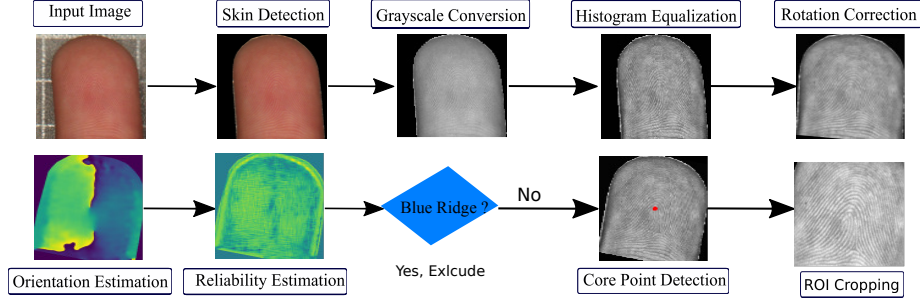 Input Image
Skin Detection
Grayscale Conversion
Histogram Equalization
Rotation Correction
Blue Ridge ?
No
Yes, Exlcude
Orientation Estimation
Reliability Estimation
Core Point Detection
ROI Cropping